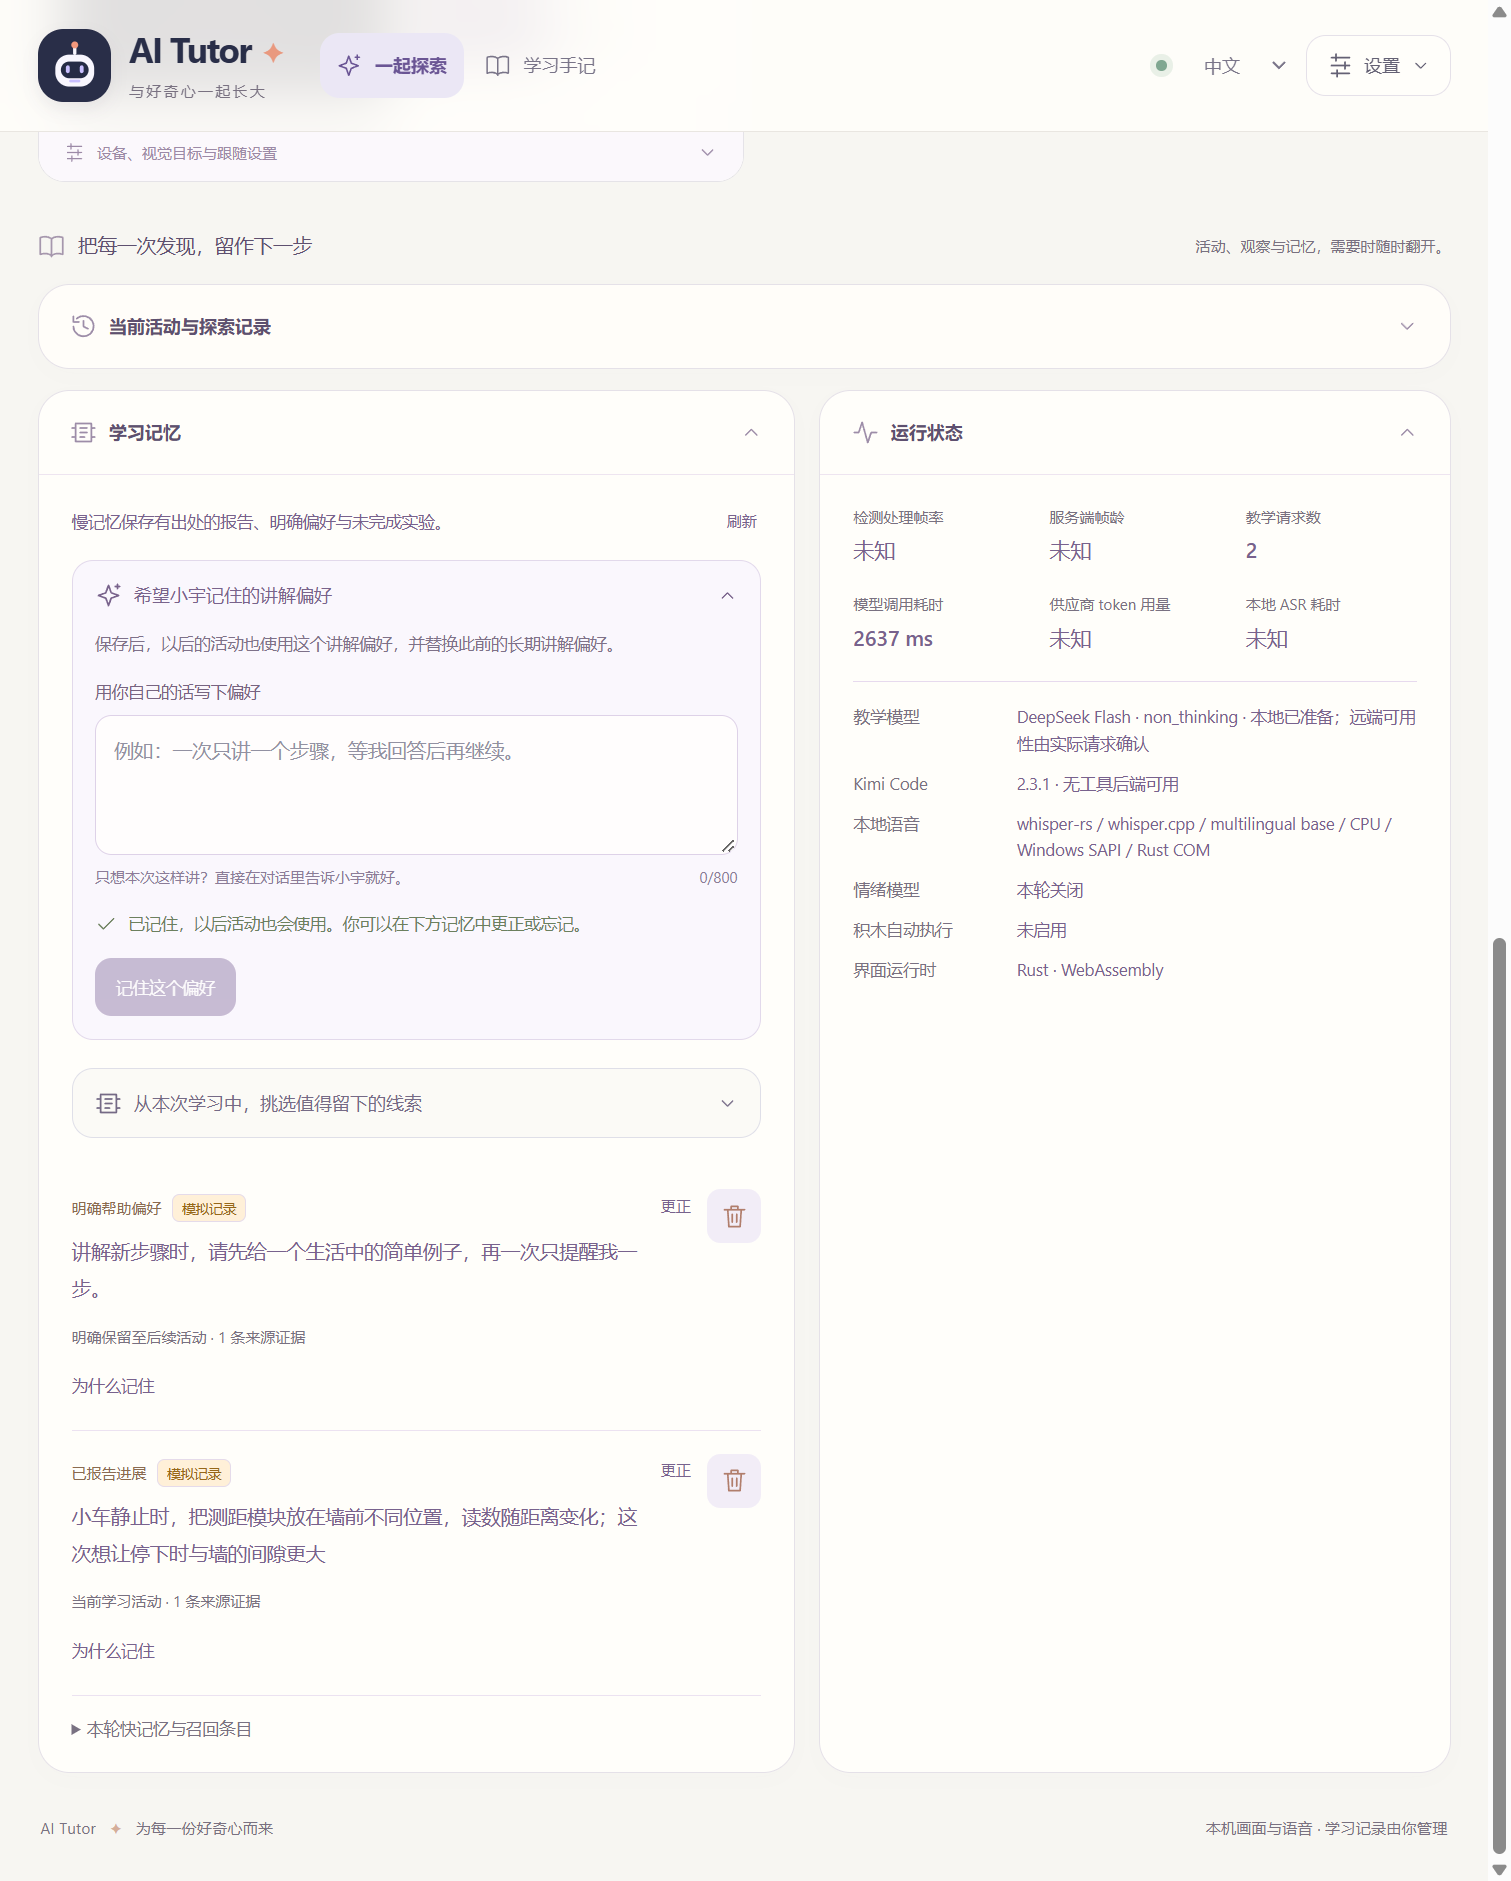 AI Tutor
与好奇心一起长大
一起探索
学习手记
中文
设置
设备、视觉目标与跟随设置
把每一次发现，留作下一步
活动、观察与记忆，需要时随时翻开。
当前活动与探索记录
学习记忆
慢记忆保存有出处的报告、明确偏好与未完成实验。
刷新
希望小宇记住的讲解偏好
保存后，以后的活动也使用这个讲解偏好，并替换此前的长期讲解偏好。
用你自己的话写下偏好
例如：一次只讲一个步骤，等我回答后再继续。
只想本次这样讲？直接在对话里告诉小宇就好。
0/800
已记住，以后活动也会使用。你可以在下方记忆中更正或忘记。
记住这个偏好
从本次学习中，挑选值得留下的线索
明确帮助偏好
模拟记录
更正
讲解新步骤时，请先给一个生活中的简单例子，再一次只提醒我一
步。
明确保留至后续活动 · 1 条来源证据
为什么记住
已报告进展
模拟记录
更正
小车静止时，把测距模块放在墙前不同位置，读数随距离变化；这
次想让停下时与墙的间隙更大
当前学习活动 · 1 条来源证据
为什么记住
本轮快记忆与召回条目
运行状态
检测处理帧率
未知
服务端帧龄
未知
教学请求数
2
模型调用耗时
2637 ms
供应商 token 用量
未知
本地 ASR 耗时
未知
教学模型
DeepSeek Flash · non_thinking · 本地已准备；远端可用
性由实际请求确认
Kimi Code
2.3.1 · 无工具后端可用
本地语音
whisper-rs / whisper.cpp / multilingual base / CPU /
Windows SAPI / Rust COM
情绪模型
本轮关闭
积木自动执行
未启用
界面运行时
Rust · WebAssembly
AI Tutor
为每一份好奇心而来
本机画面与语音 · 学习记录由你管理